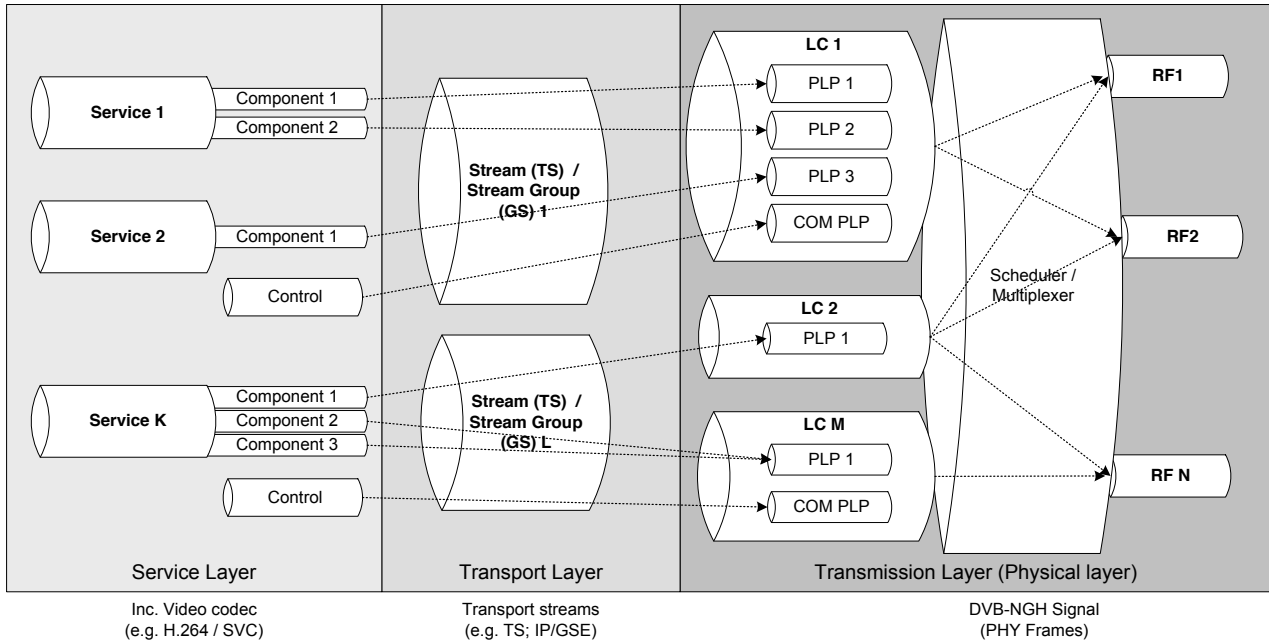 Service 1
Component 1
Component 2
Service 2
Component 1
Control
Service K
Component 1
Component 2
Component 3
Control
Service Layer
Inc. Video codec
(e.g. H.264 / SVC)
Stream (TS) /
Stream Group
(GS) 1
Stream (TS) /
Stream Group
(GS) L
Transport Layer
Transport streams
(e.g. TS; IP/GSE)
LC 1
PLP 1
PLP 2
PLP 3
COM PLP
LC 2
PLP 1
LC M
PLP 1
COM PLP
Scheduler /
Multiplexer
RF1
RF2
RF N
Transmission Layer (Physical layer)
DVB-NGH Signal
(PHY Frames)